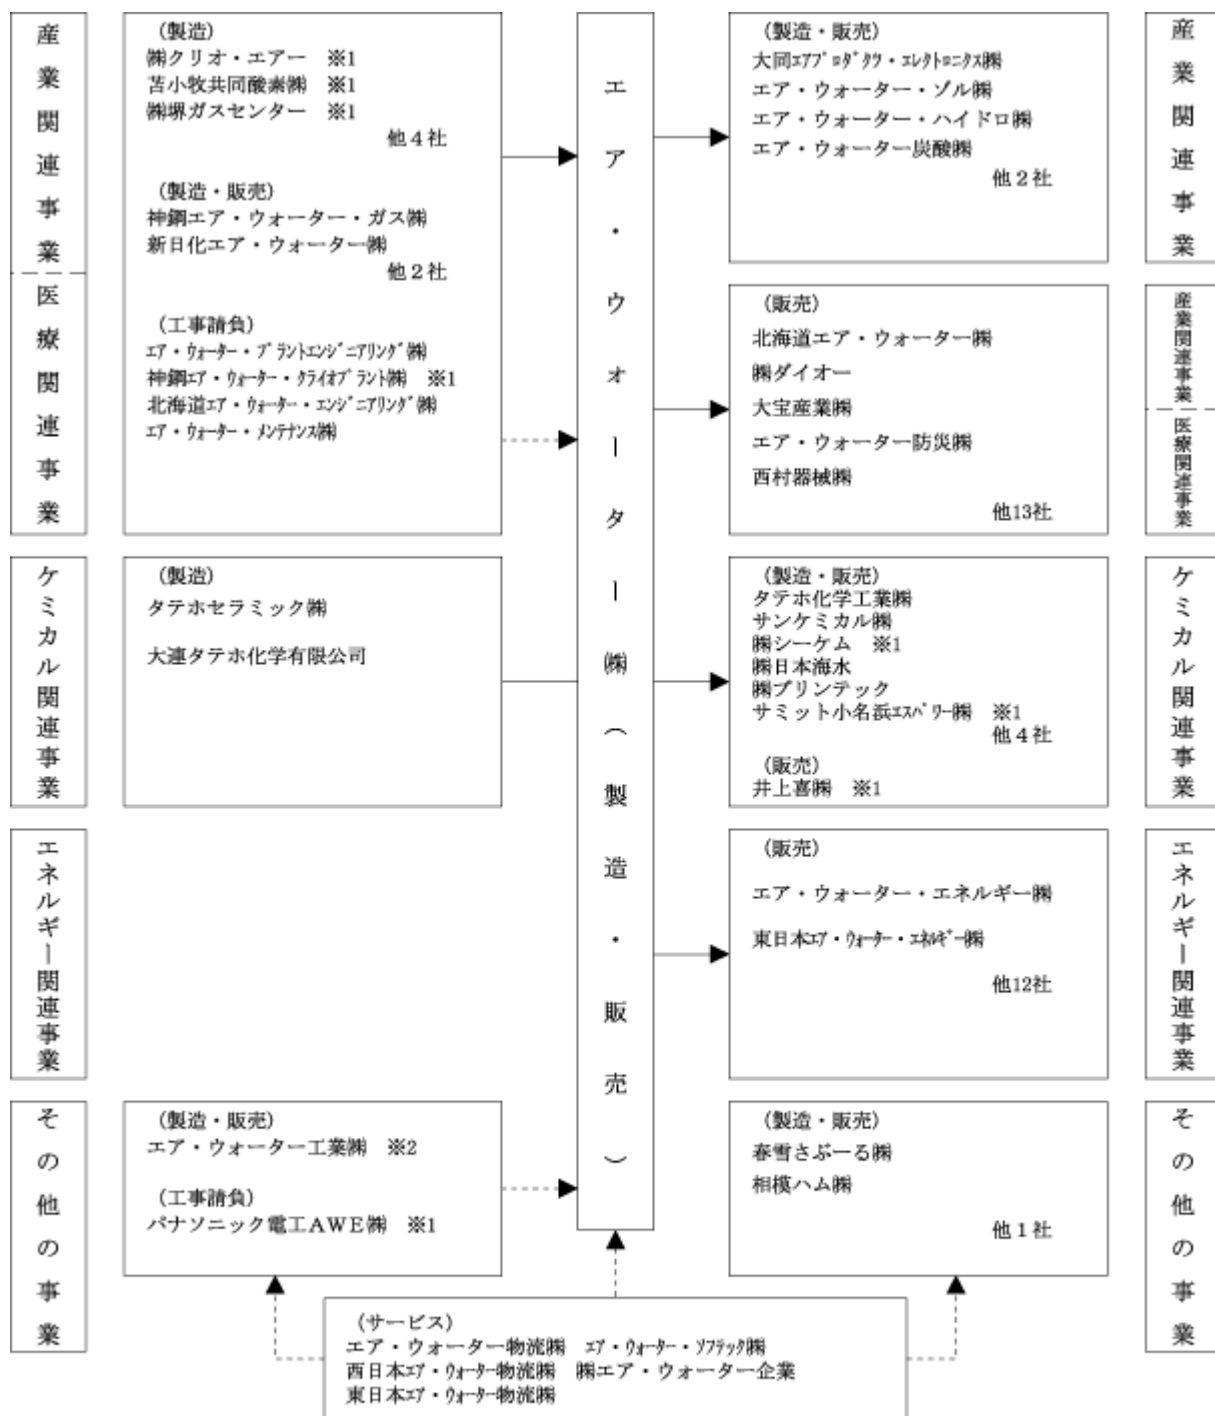 産業関連事業
医療関連事業
(製造)
㈱クリオ・エアー ※1
苫小牧共同酸素㈱ ※1
㈱堺ガスセンター ※1
他4社
(製造・販売)
神鋼エア・ウォーター・ガス㈱
新日化エア・ウォーター㈱
他2社
(工事請負)
ｴｱ・ｳｫｰﾀｰ・ﾌﾟﾗﾝﾄｴﾝｼﾞﾆｱﾘﾝｸﾞ㈱
神鋼ｴｱ・ｳｫｰﾀｰ・ｸﾗｲｵﾌﾟﾗﾝﾄ㈱ ※1
北海道ｴｱ・ｳｫｰﾀｰ・ｴﾝｼﾞﾆｱﾘﾝｸﾞ㈱
ｴｱ・ｳｫｰﾀｰ・ﾒﾝﾃﾅﾝｽ㈱
エア・ウォーター㈱(製造・販売)
(製造・販売)
大同ｴｱﾌﾟﾛﾀﾞｸﾂ・ｴﾚｸﾄﾛﾆｸｽ㈱
エア・ウォーター・ゾル㈱
エア・ウォーター・ハイドロ㈱
エア・ウォーター炭酸㈱
他2社
産業関連事業
(販売)
北海道エア・ウォーター㈱
㈱ダイオー
大宝産業㈱
エア・ウォーター防災㈱
西村器械㈱
他13社
産業関連事業
医療関連事業
ケミカル関連事業
(製造)
タテホセラミック㈱
大連タテホ化学有限公司
(製造・販売)
タテホ化学工業㈱
サンケミカル㈱
㈱シーケム ※1
㈱日本海水
㈱プリンテック
サミット小名浜ｴｽﾊﾟﾜｰ㈱ ※1
他4社
(販売)
井上喜㈱ ※1
ケミカル関連事業
エネルギー関連事業
(販売)
エア・ウォーター・エネルギー㈱
東日本ｴｱ・ｳｫｰﾀｰ・ｴﾈﾙｷﾞｰ㈱
他12社
エネルギー関連事業
その他の事業
(製造・販売)
エア・ウォーター工業㈱ ※2
(工事請負)
パナソニック電工AWE㈱ ※1
(製造・販売)
春雪さぶーる㈱
相模ハム㈱
他1社
その他の事業
(サービス)
エア・ウォーター物流㈱ ｴｱ・ｳｫｰﾀｰ・ｿﾌﾃｯｸ㈱
西日本ｴｱ・ｳｫｰﾀｰ物流㈱ ㈱エア・ウォーター企業
東日本ｴｱ・ｳｫｰﾀｰ物流㈱